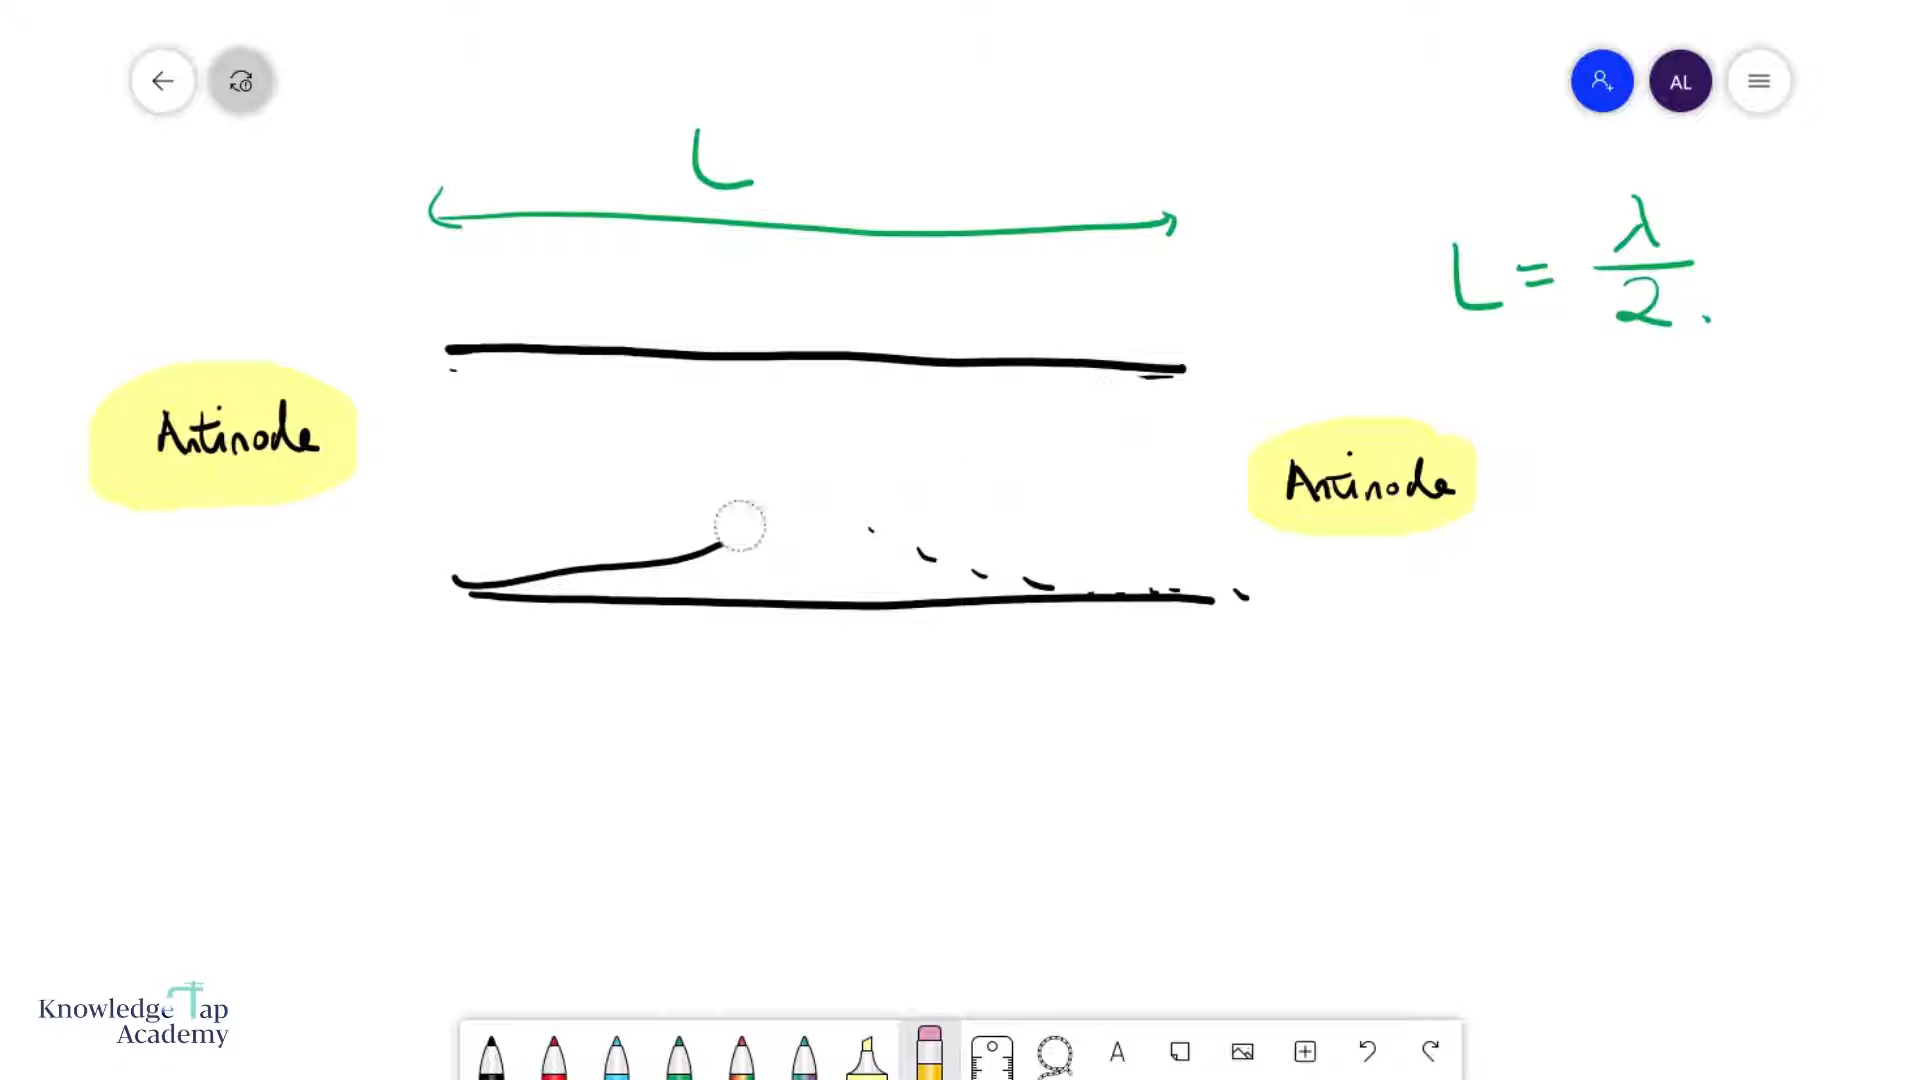 AL
L
L = λ/2.
Antinode
Antinode
Knowledge Tap
Academy
A